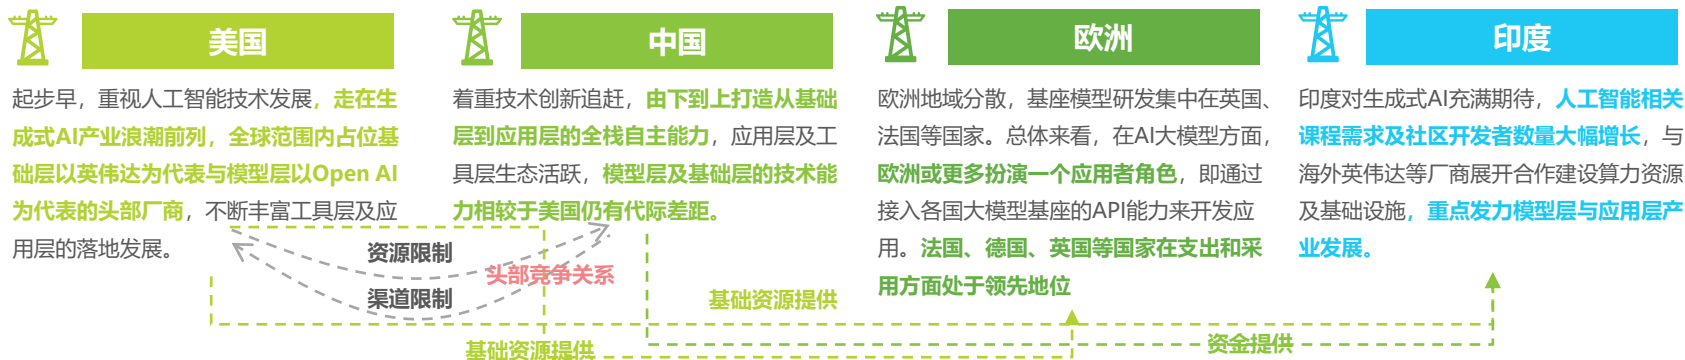 美国
起步早，重视人工智能技术发展，走在生
成式AI产业浪潮前列，全球范围内占位基
础层以英伟达为代表与模型层以Open AI
为代表的头部厂商，不断丰富工具层及应
用层的落地发展。
中国
着重技术创新追赶，由下到上打造从基础
层到应用层的全栈自主能力，应用层及工
具层生态活跃，模型层及基础层的技术能
力相较于美国仍有代际差距。
欧洲
欧洲地域分散，基座模型研发集中在英国、
法国等国家。总体来看，在AI大模型方面，
欧洲或更多扮演一个应用者角色，即通过
接入各国大模型基座的API能力来开发应
用。法国、德国、英国等国家在支出和采
用方面处于领先地位
印度
印度对生成式AI充满期待，人工智能相关
课程需求及社区开发者数量大幅增长，与
海外英伟达等厂商展开合作建设算力资源
及基础设施，重点发力模型层与应用层产
业发展。
资源限制
头部竞争关系
渠道限制
基础资源提供
基础资源提供
资金提供